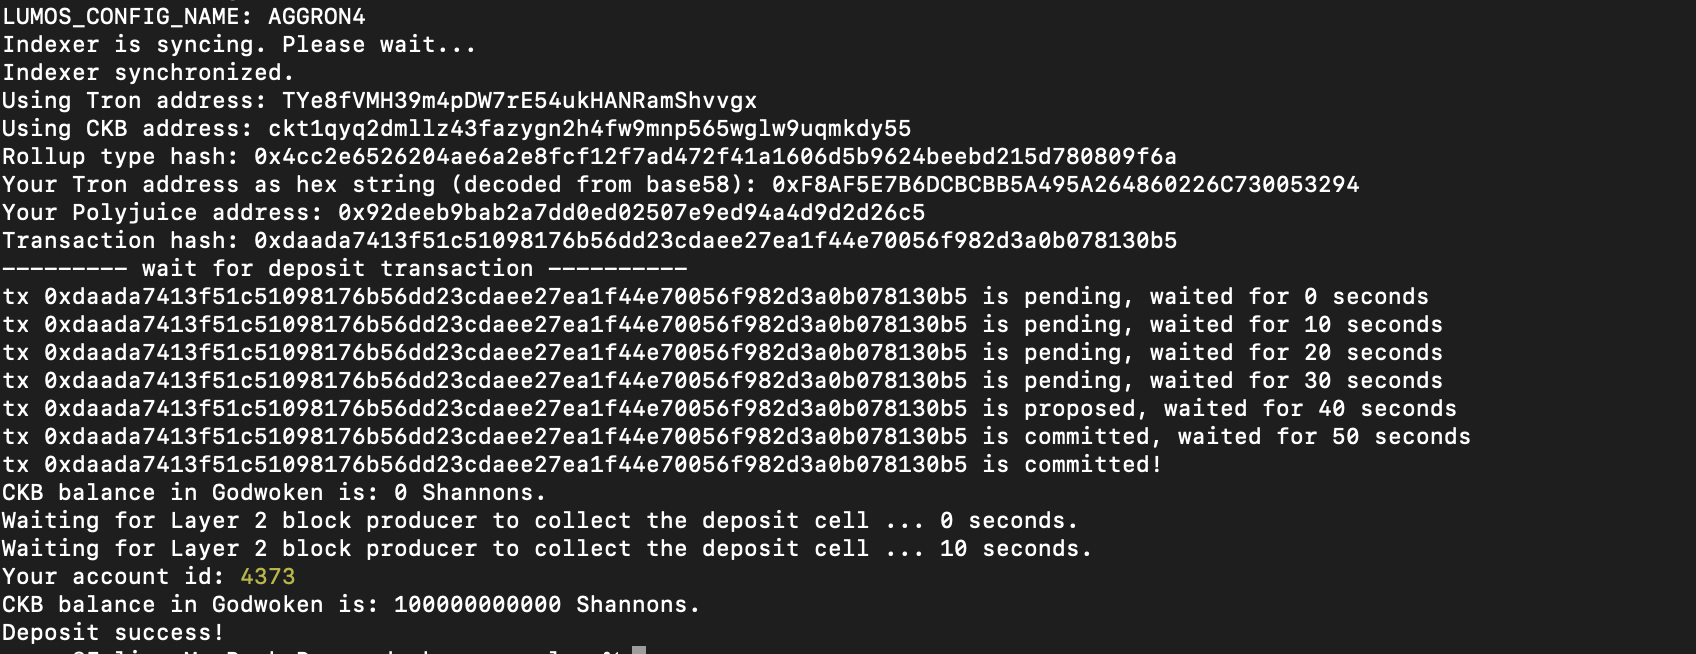 LUMOS_CONFIG_NAME: AGGRON4
Indexer is syncing. Please wait...
Indexer synchronized.
Using Tron address: TYe8fVMH39m4pDW7rE54ukHANRamShvvgx
Using CKB address: ckt1qyq2dmllz43fazygn2h4fw9mnp565wglw9uqmkdy55
Rollup type hash: 0x4cc2e6526204ae6a2e8fcf12f7ad472f41a1606d5b9624beebd215d780809f6a
Your Tron address as hex string (decoded from base58): 0xF8AF5E7B6DCBCBB5A495A264860226C730053294
Your Polyjuice address: 0x92deeb9bab2a7dd0ed02507e9ed94a4d9d2d26c5
Transaction hash: 0xdaada7413f51c51098176b56dd23cdaee27ea1f44e70056f982d3a0b078130b5
--------- wait for deposit transaction ----------
tx 0xdaada7413f51c51098176b56dd23cdaee27ea1f44e70056f982d3a0b078130b5 is pending, waited for 0 seconds
tx 0xdaada7413f51c51098176b56dd23cdaee27ea1f44e70056f982d3a0b078130b5 is pending, waited for 10 seconds
tx 0xdaada7413f51c51098176b56dd23cdaee27ea1f44e70056f982d3a0b078130b5 is pending, waited for 20 seconds
tx 0xdaada7413f51c51098176b56dd23cdaee27ea1f44e70056f982d3a0b078130b5 is pending, waited for 30 seconds
tx 0xdaada7413f51c51098176b56dd23cdaee27ea1f44e70056f982d3a0b078130b5 is proposed, waited for 40 seconds
tx 0xdaada7413f51c51098176b56dd23cdaee27ea1f44e70056f982d3a0b078130b5 is committed, waited for 50 seconds
tx 0xdaada7413f51c51098176b56dd23cdaee27ea1f44e70056f982d3a0b078130b5 is committed!
CKB balance in Godwoken is: 0 Shannons.
Waiting for Layer 2 block producer to collect the deposit cell ... 0 seconds.
Waiting for Layer 2 block producer to collect the deposit cell ... 10 seconds.
Your account id: 4373
CKB balance in Godwoken is: 100000000000 Shannons.
Deposit success!